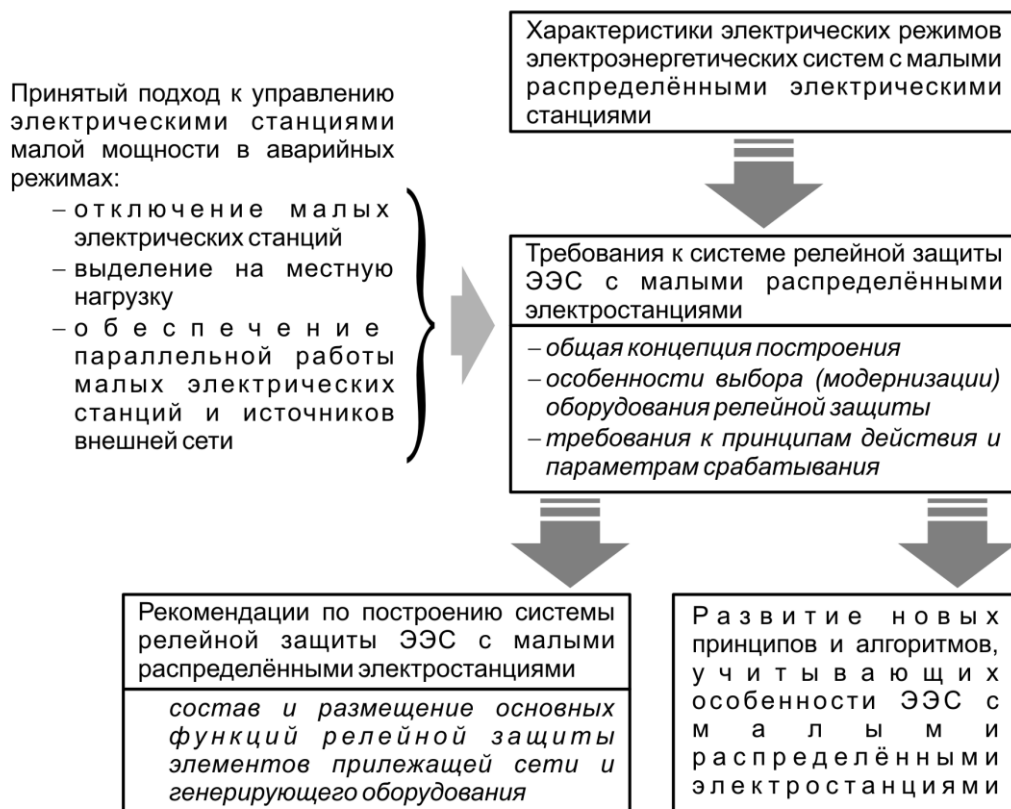 Характеристики электрических режимов
электроэнергетических систем с малыми
распределёнными электрическими
станциями
Принятый подход к управлению
электрическими станциями
малой мощности в аварийных
режимах:
– отключение малых
электрических станций
– выделение на местную
нагрузку
– обеспечение
параллельной работы
малых электрических
станций и источников
внешней сети
Требования к системе релейной защиты
ЭЭС с малыми распределёнными
электростанциями
– общая концепция построения
– особенности выбора (модернизации)
оборудования релейной защиты
– требования к принципам действия и
параметрам срабатывания
Рекомендации по построению системы
релейной защиты ЭЭС с малыми
распределёнными электростанциями
состав и размещение основных
функций релейной защиты
элементов прилежащей сети и
генерирующего оборудования
Развитие новых
принципов и алгоритмов,
учитывающих
особенности ЭЭС с
малыми
распределёнными
электростанциями